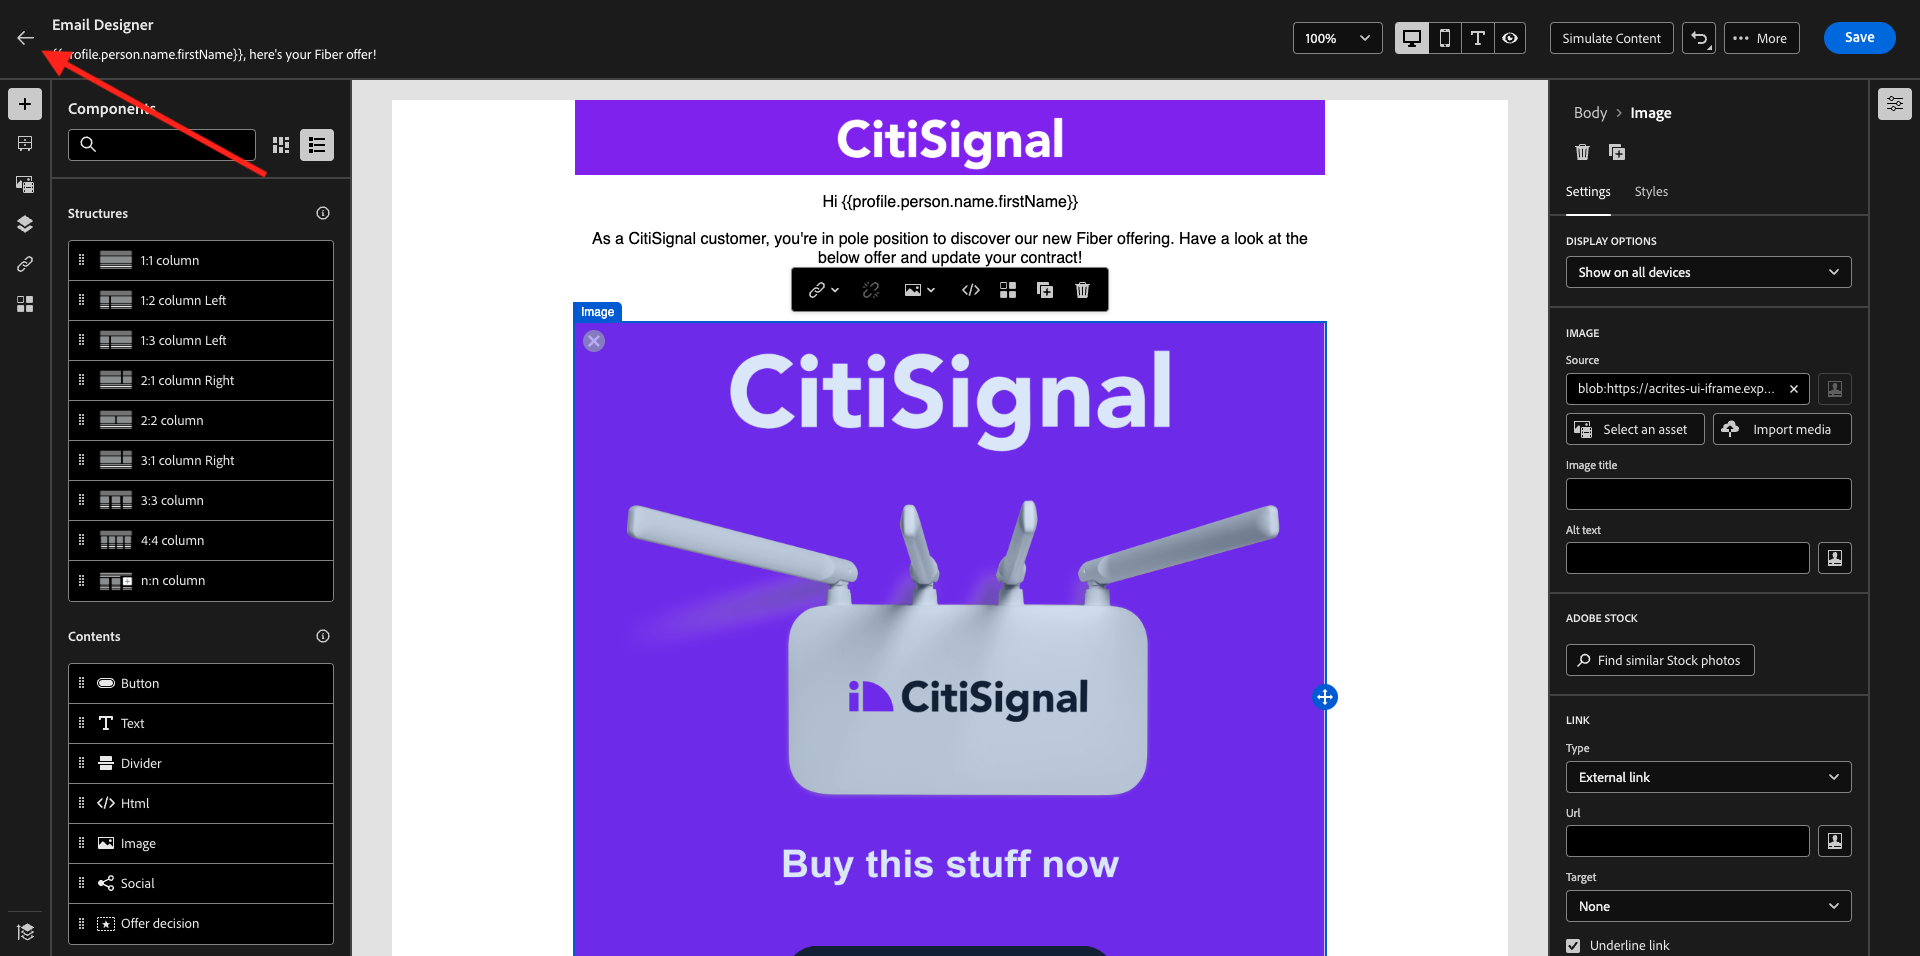 Email Designer
{{profile.person.name.firstName}}, here's your Fiber offer!
100%
Simulate Content
More
Save
Components
Structures
1:1 column
1:2 column Left
1:3 column Left
2:1 column Right
2:2 column
3:1 column Right
3:3 column
4:4 column
n:n column
Contents
Button
Text
Divider
Html
Image
Social
Offer decision
CitiSignal
Hi {{profile.person.name.firstName}}
As a CitiSignal customer, you're in pole position to discover our new Fiber offering. Have a look at the
below offer and update your contract!
Image
CitiSignal
CitiSignal
Buy this stuff now
Body > Image
Settings
Styles
DISPLAY OPTIONS
Show on all devices
IMAGE
Source
blob:https://acrites-ui-iframe.exp...
Select an asset
Import media
Image title
Alt text
ADOBE STOCK
Find similar Stock photos
LINK
Type
External link
Url
Target
None
Underline link